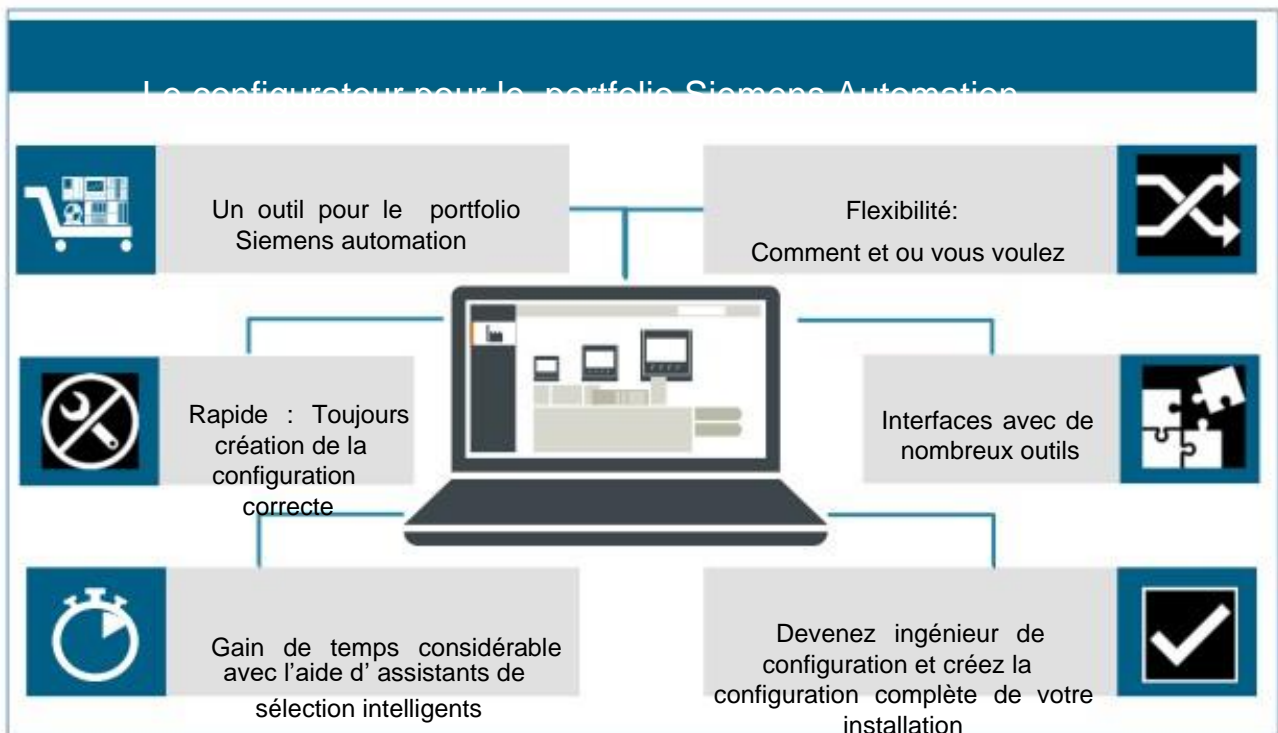 Le configurateur pour le portfolio Siemens Automation
Un outil pour le portfolio
Siemens automation
Flexibilité:
Comment et ou vous voulez
Rapide : Toujours
création de la
configuration
correcte
Interfaces avec de
nombreux outils
Gain de temps considérable
avec l’aide d’ assistants de
sélection intelligents
Devenez ingénieur de
configuration et créez la
configuration complète de votre
installation